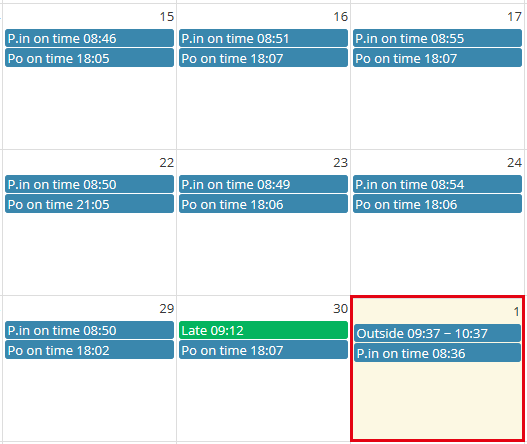 15
P.in on time 08:46
Po on time 18:05
16
P.in on time 08:51
Po on time 18:07
17
P.in on time 08:55
Po on time 18:07
22
P.in on time 08:50
Po on time 21:05
23
P.in on time 08:49
Po on time 18:06
24
P.in on time 08:54
Po on time 18:06
29
P.in on time 08:50
Po on time 18:02
30
Late 09:12
Po on time 18:07
1
Outside 09:37 – 10:37
P.in on time 08:36